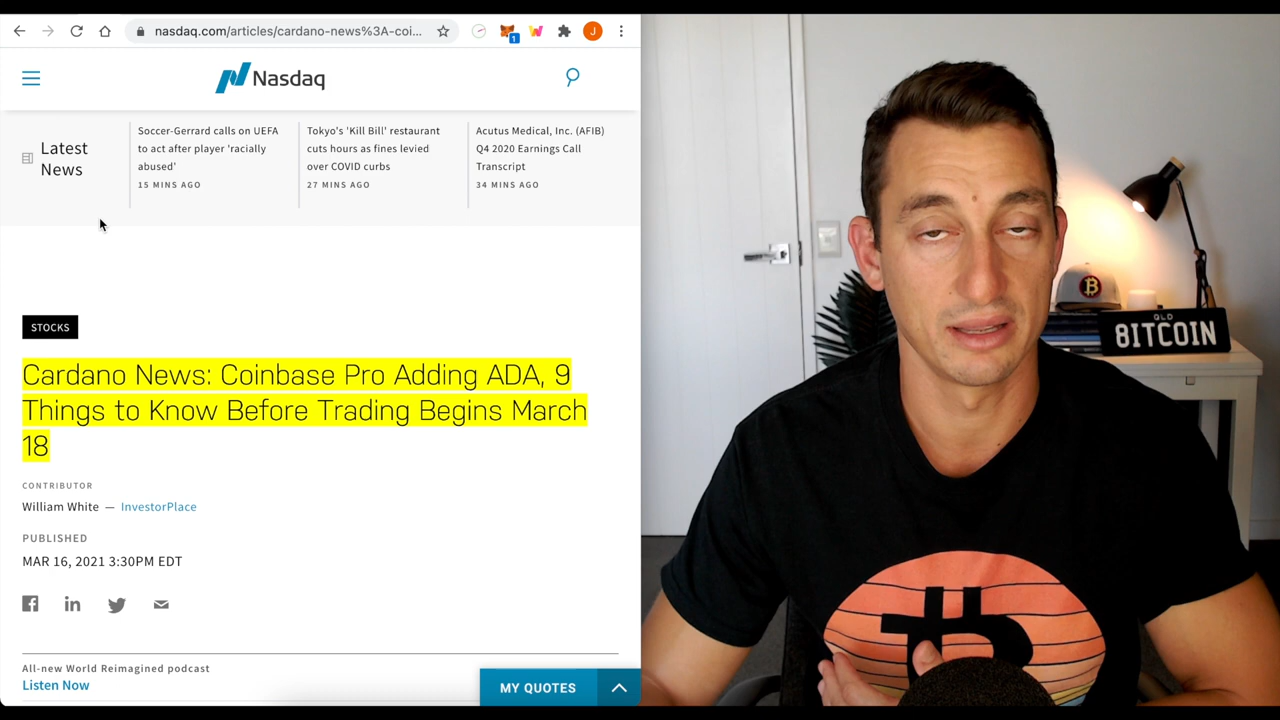 nasdaq.com/articles/cardano-news%3A-coi...
1
J
Nasdaq
Latest
News
Soccer-Gerrard calls on UEFA
to act after player 'racially
abused'
15 MINS AGO
Tokyo's 'Kill Bill' restaurant
cuts hours as fines levied
over COVID curbs
27 MINS AGO
Acutus Medical, Inc. (AFIB)
Q4 2020 Earnings Call
Transcript
34 MINS AGO
STOCKS
Cardano News: Coinbase Pro Adding ADA, 9
Things to Know Before Trading Begins March
18
CONTRIBUTOR
William White — InvestorPlace
PUBLISHED
MAR 16, 2021 3:30PM EDT
All-new World Reimagined podcast
Listen Now
MY QUOTES
QLD
8ITCOIN